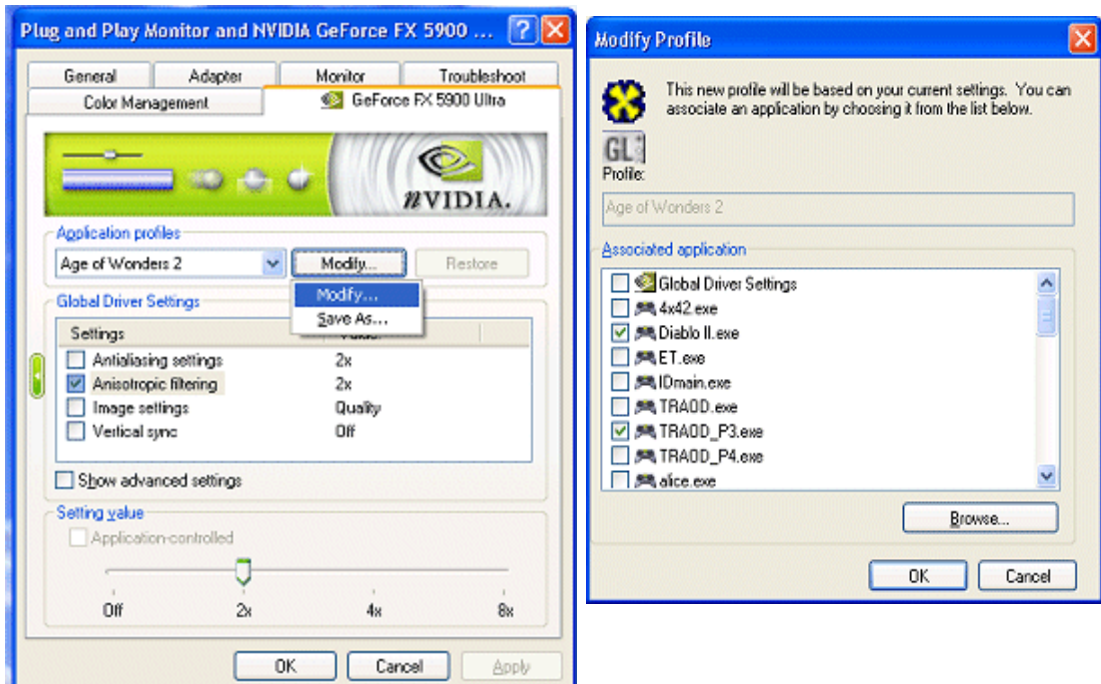 Plug and Play Monitor and NVIDIA GeForce FX 5900 ...
General Adapter Monitor Troubleshoot
Color Management GeForce FX 5900 Ultra
nVIDIA.
Application profiles
Age of Wonders 2 Modify... Restore
Modify...
Save As...
Global Driver Settings
Settings
Antialiasing settings 2x
Anisotropic filtering 2x
Image settings Quality
Vertical sync Off
Show advanced settings
Setting value
Application-controlled
Off 2x 4x 8x
OK Cancel Apply
Modify Profile
This new profile will be based on your current settings. You can
associate an application by choosing it from the list below.
GL
Profile:
Age of Wonders 2
Associated application
Global Driver Settings
4x42.exe
Diablo II.exe
ET.exe
IDmain.exe
TRAOD.exe
TRAOD_P3.exe
TRAOD_P4.exe
alice.exe
Browse...
OK Cancel